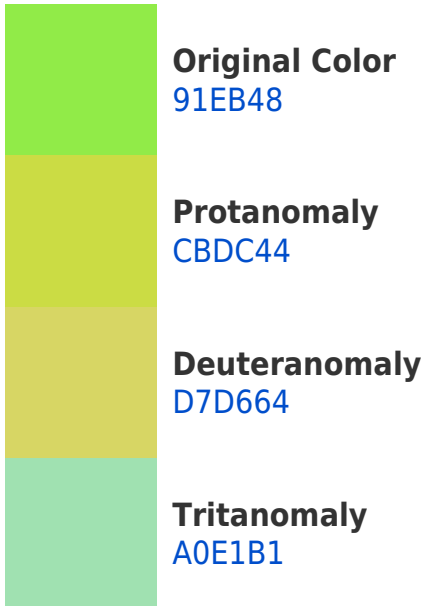 Original Color
91EB48
Protanomaly
CBDC44
Deuteranomaly
D7D664
Tritanomaly
A0E1B1